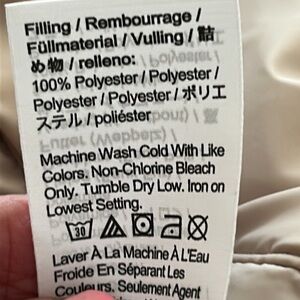 Filling / Rembourrage /
Füllmaterial / Vulling / 詰
め物 / relleno:
100% Polyester / Polyester /
Polyester / Polyester / ポリエ
ステル / poliéster
Machine Wash Cold With Like
Colors. Non-Chlorine Bleach
Only. Tumble Dry Low. Iron on
Lowest Setting.
30
Laver À La Machine À L'Eau
Froide En Séparant Les
Couleurs. Seulement Agent